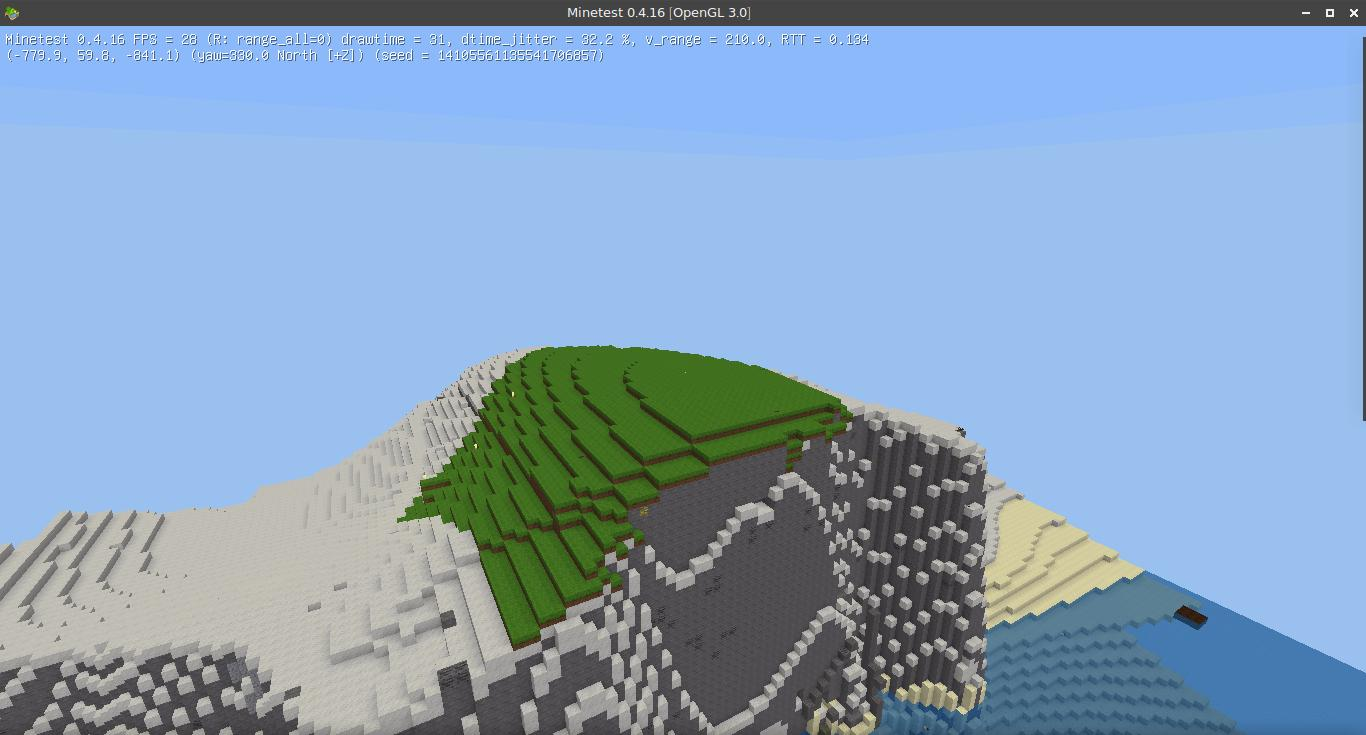 Minetest 0.4.16 [OpenGL 3.0]
Minetest 0.4.16 FPS = 28 (R: range_all=0) drawtime = 31, dtime_jitter = 32.2 %, v_range = 210.0, RTT = 0.134
(-779.9, 59.8, -841.1) (yaw=330.0 North [+Z]) (seed = 14105561135541706857)